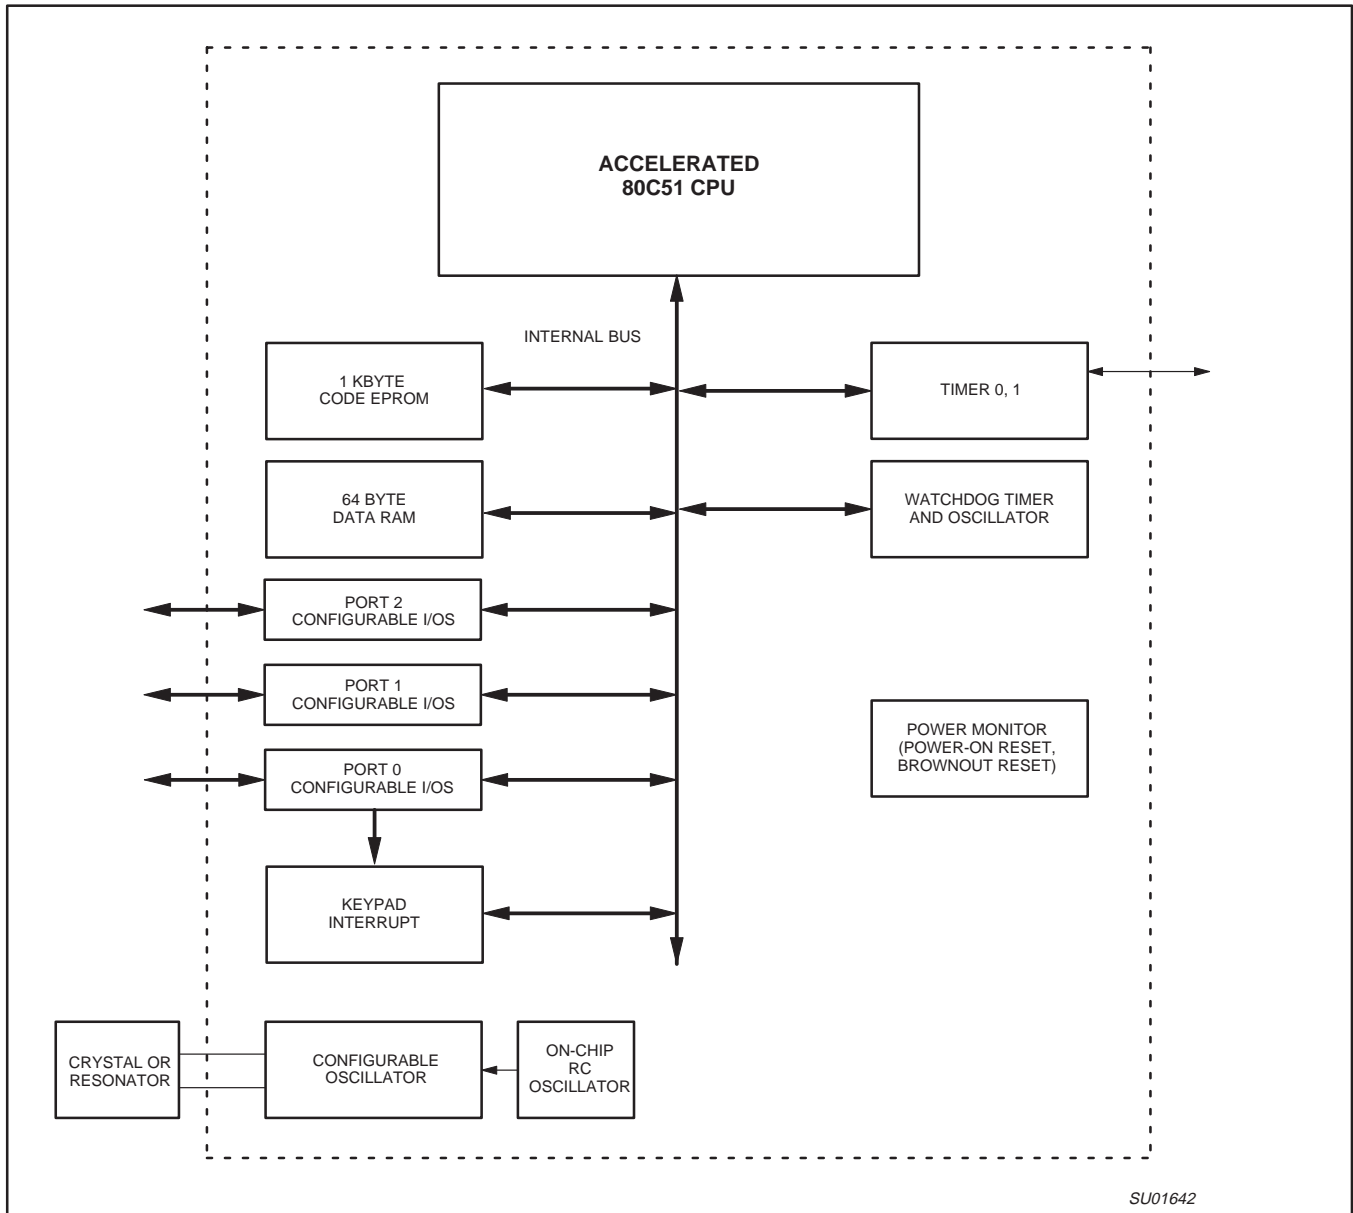 ACCELERATED
80C51 CPU
INTERNAL BUS
1 KBYTE
CODE EPROM
TIMER 0, 1
64 BYTE
DATA RAM
WATCHDOG TIMER
AND OSCILLATOR
PORT 2
CONFIGURABLE I/OS
PORT 1
CONFIGURABLE I/OS
POWER MONITOR
(POWER-ON RESET,
BROWNOUT RESET)
PORT 0
CONFIGURABLE I/OS
KEYPAD
INTERRUPT
CRYSTAL OR
RESONATOR
CONFIGURABLE
OSCILLATOR
ON-CHIP
RC
OSCILLATOR
SU01642